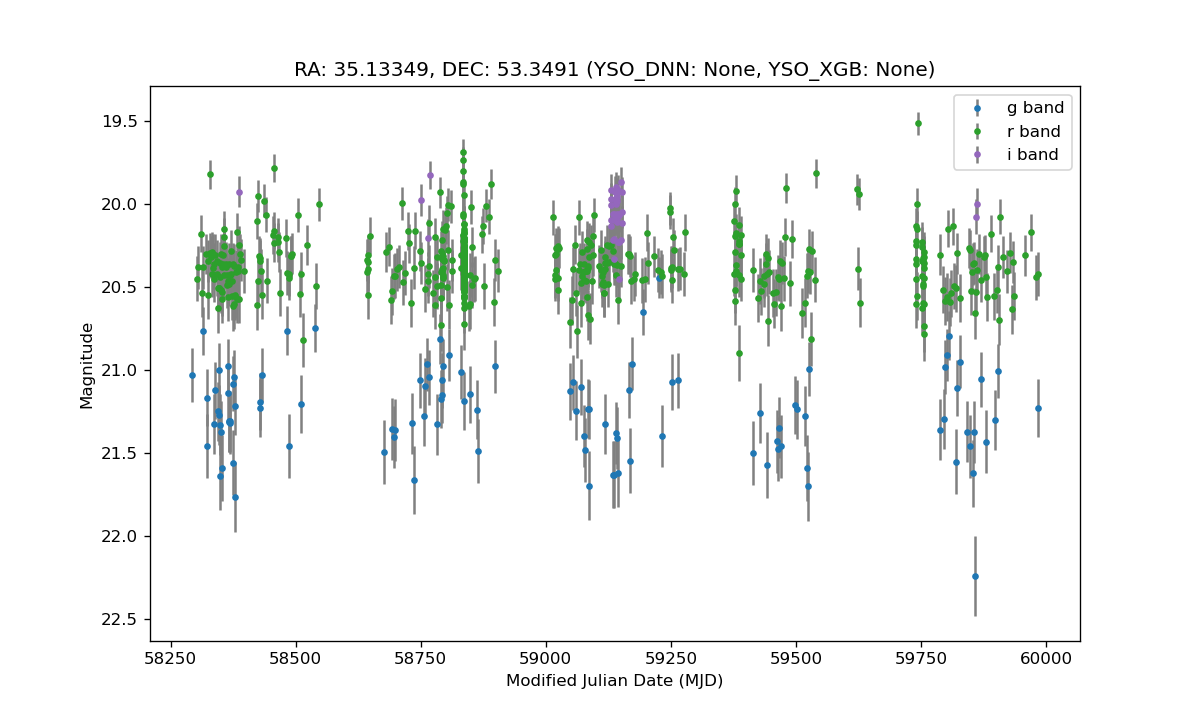 RA: 35.13349, DEC: 53.3491 (YSO_DNN: None, YSO_XGB: None)
g band
r band
i band
19.5
20.0
20.5
21.0
21.5
22.0
22.5
Magnitude
58250
58500
58750
59000
59250
59500
59750
60000
Modified Julian Date (MJD)